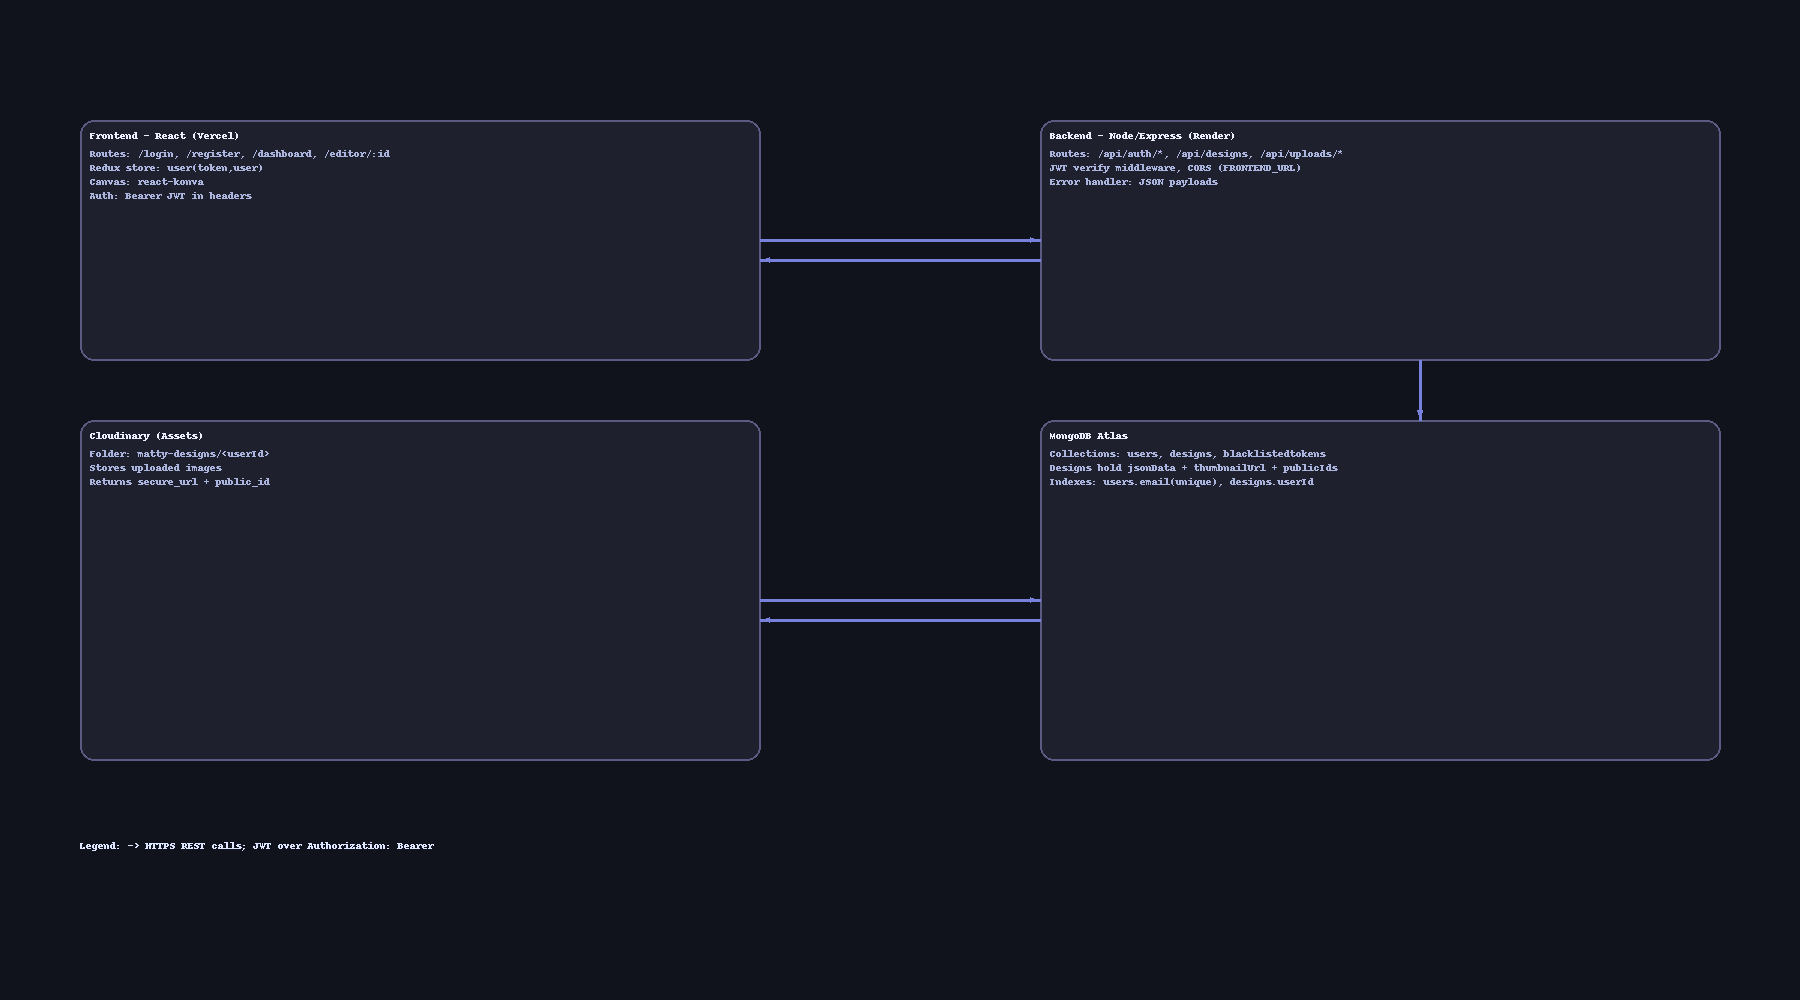 Frontend - React (Vercel)
Routes: /login, /register, /dashboard, /editor/:id
Redux store: user(token,user)
Canvas: react-konva
Auth: Bearer JWT in headers
Backend - Node/Express (Render)
Routes: /api/auth/*, /api/designs, /api/uploads/*
JWT verify middleware, CORS (FRONTEND_URL)
Error handler: JSON payloads
Cloudinary (Assets)
Folder: matty-designs/<userId>
Stores uploaded images
Returns secure_url + public_id
MongoDB Atlas
Collections: users, designs, blacklistedtokens
Designs hold jsonData + thumbnailUrl + publicIds
Indexes: users.email(unique), designs.userId
Legend: -> HTTPS REST calls; JWT over Authorization: Bearer